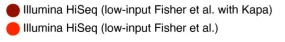 Illumina HiSeq (low-input Fisher et al. with Kapa)
Illumina HiSeq (low-input Fisher et al.)